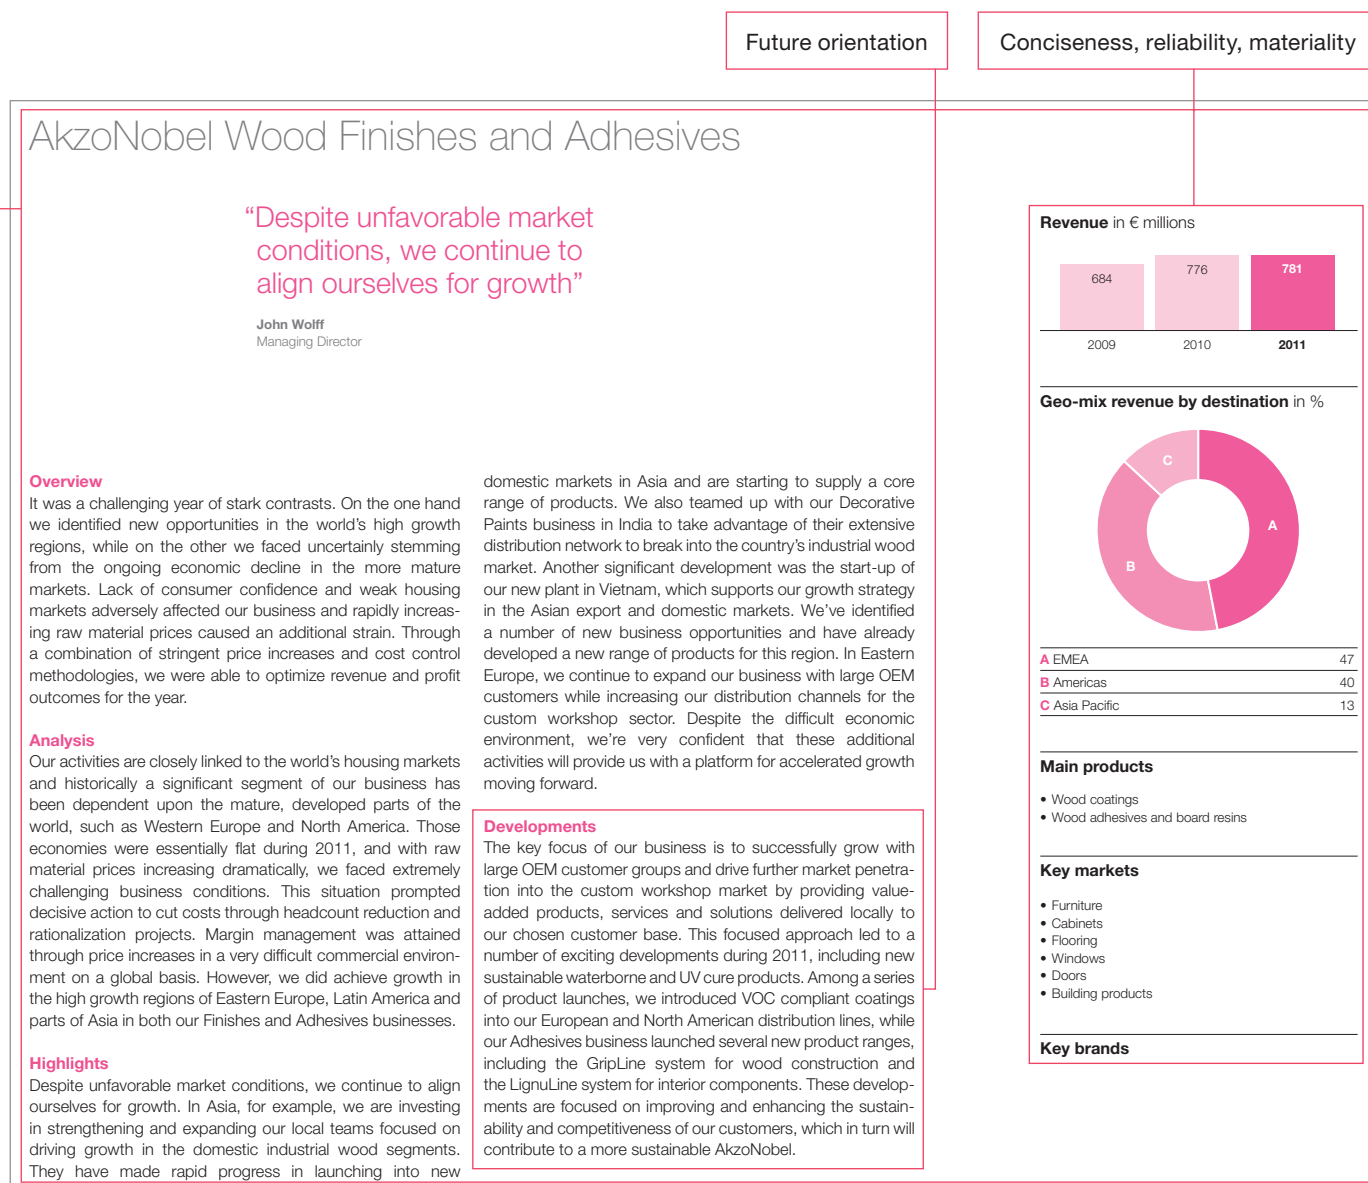 Future orientation
Conciseness, reliability, materiality
AkzoNobel Wood Finishes and Adhesives
“Despite unfavorable market
conditions, we continue to
align ourselves for growth”
John Wolff
Managing Director
Overview
It was a challenging year of stark contrasts. On the one hand
we identified new opportunities in the world’s high growth
regions, while on the other we faced uncertainly stemming
from the ongoing economic decline in the more mature
markets. Lack of consumer confidence and weak housing
markets adversely affected our business and rapidly increas-
ing raw material prices caused an additional strain. Through
a combination of stringent price increases and cost control
methodologies, we were able to optimize revenue and profit
outcomes for the year.
Analysis
Our activities are closely linked to the world’s housing markets
and historically a significant segment of our business has
been dependent upon the mature, developed parts of the
world, such as Western Europe and North America. Those
economies were essentially flat during 2011, and with raw
material prices increasing dramatically, we faced extremely
challenging business conditions. This situation prompted
decisive action to cut costs through headcount reduction and
rationalization projects. Margin management was attained
through price increases in a very difficult commercial environ-
ment on a global basis. However, we did achieve growth in
the high growth regions of Eastern Europe, Latin America and
parts of Asia in both our Finishes and Adhesives businesses.
Highlights
Despite unfavorable market conditions, we continue to align
ourselves for growth. In Asia, for example, we are investing
in strengthening and expanding our local teams focused on
driving growth in the domestic industrial wood segments.
They have made rapid progress in launching into new
domestic markets in Asia and are starting to supply a core
range of products. We also teamed up with our Decorative
Paints business in India to take advantage of their extensive
distribution network to break into the country’s industrial wood
market. Another significant development was the start-up of
our new plant in Vietnam, which supports our growth strategy
in the Asian export and domestic markets. We’ve identified
a number of new business opportunities and have already
developed a new range of products for this region. In Eastern
Europe, we continue to expand our business with large OEM
customers while increasing our distribution channels for the
custom workshop sector. Despite the difficult economic
environment, we’re very confident that these additional
activities will provide us with a platform for accelerated growth
moving forward.
Developments
The key focus of our business is to successfully grow with
large OEM customer groups and drive further market penetra-
tion into the custom workshop market by providing value-
added products, services and solutions delivered locally to
our chosen customer base. This focused approach led to a
number of exciting developments during 2011, including new
sustainable waterborne and UV cure products. Among a series
of product launches, we introduced VOC compliant coatings
into our European and North American distribution lines, while
our Adhesives business launched several new product ranges,
including the GripLine system for wood construction and
the LignuLine system for interior components. These develop-
ments are focused on improving and enhancing the sustain-
ability and competitiveness of our customers, which in turn will
contribute to a more sustainable AkzoNobel.
Revenue in € millions
684 776 781
2009 2010 2011
Geo-mix revenue by destination in %
C
A
B
A EMEA 47
B Americas 40
C Asia Pacific 13
Main products
• Wood coatings
• Wood adhesives and board resins
Key markets
• Furniture
• Cabinets
• Flooring
• Windows
• Doors
• Building products
Key brands